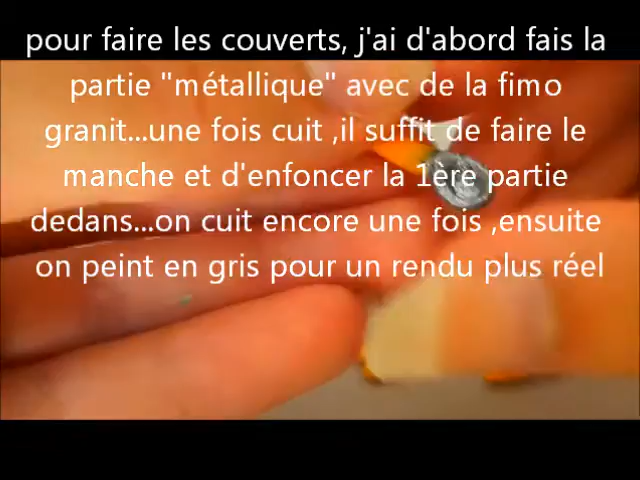 pour faire les couverts, j'ai d'abord fais la
partie "métallique" avec de la fimo
granit...une fois cuit ,il suffit de faire le
manche et d'enfoncer la 1ère partie
dedans...on cuit encore une fois ,ensuite
on peint en gris pour un rendu plus réel